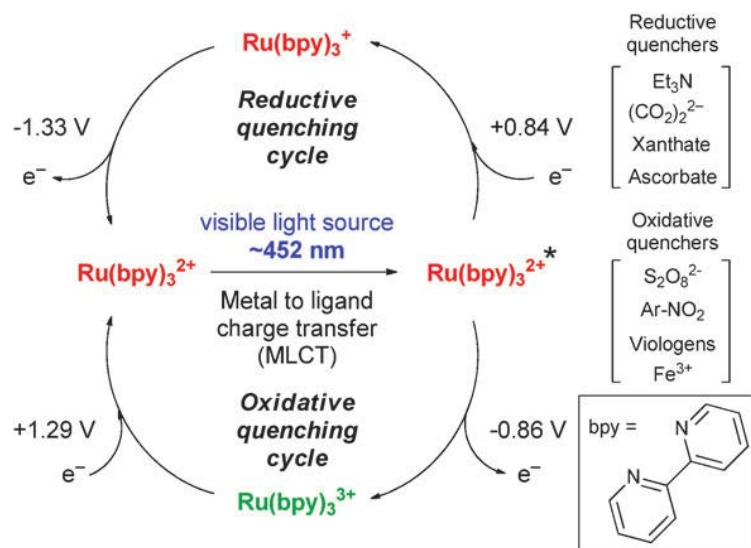 Ru(bpy)₃⁺
Reductive
quenching
cycle
-1.33 V
e⁻
+0.84 V
e⁻
visible light source
~452 nm
Ru(bpy)₃²⁺
Ru(bpy)₃²⁺*
Metal to ligand
charge transfer
(MLCT)
Oxidative
quenching
cycle
+1.29 V
e⁻
-0.86 V
e⁻
Ru(bpy)₃³⁺
Reductive
quenchers
Et₃N
(CO₂)₂²⁻
Xanthate
Ascorbate
Oxidative
quenchers
S₂O₈²⁻
Ar-NO₂
Viologens
Fe³⁺
bpy =
N
N